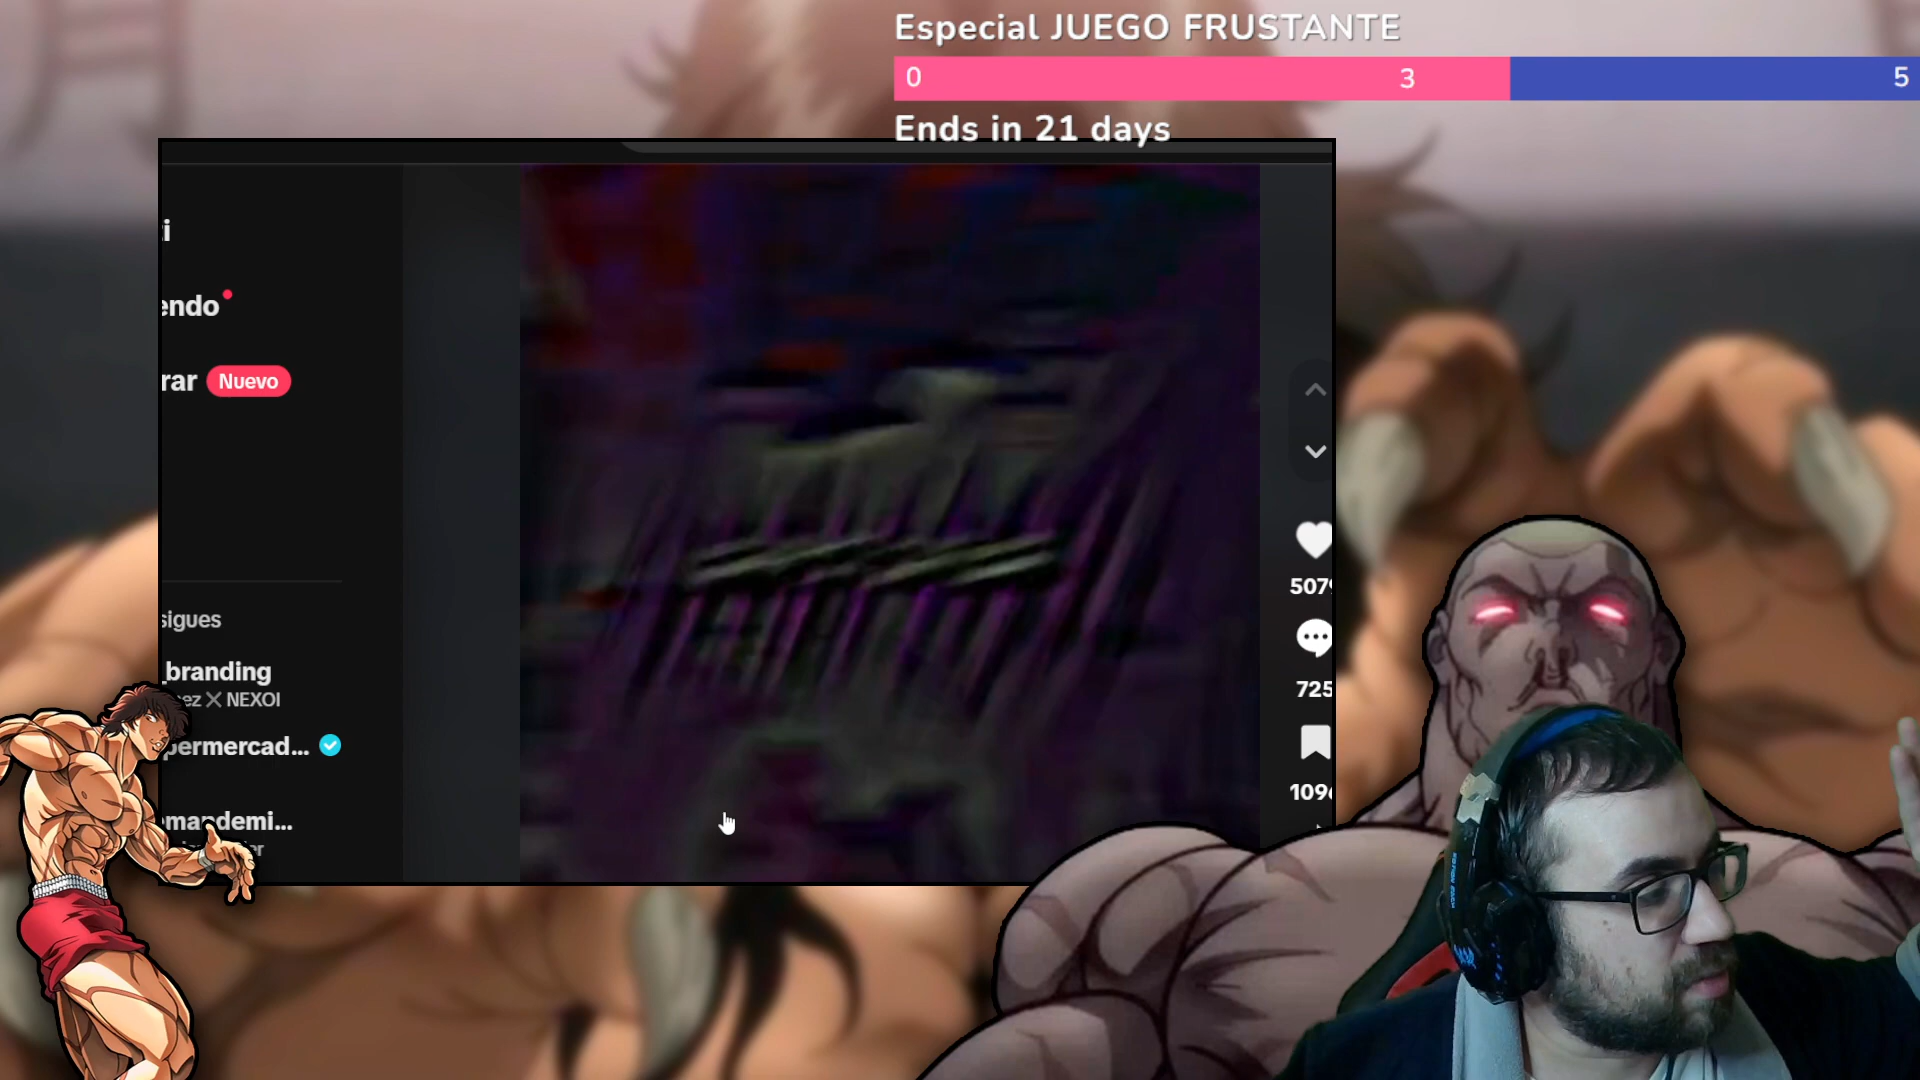 Especial JUEGO FRUSTANTE
0 3 5
Ends in 21 days
endo
rar Nuevo
sigues
branding
ez X NEXOI
permercad...
mandemi...
507
725
109